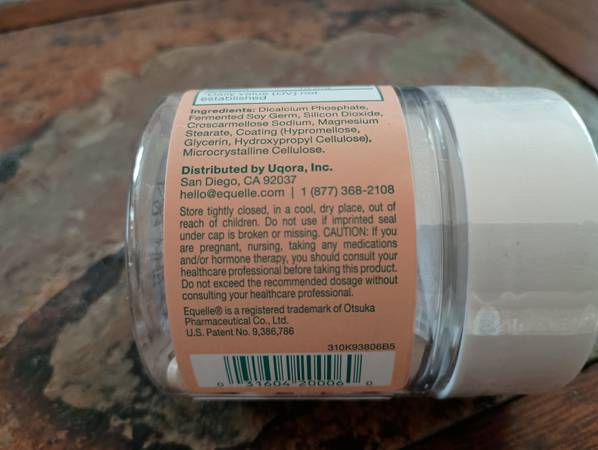 *Daily Value (DV) not
established
Ingredients: Dicalcium Phosphate,
Fermented Soy Germ, Silicon Dioxide,
Croscarmellose Sodium, Magnesium
Stearate, Coating (Hypromellose,
Glycerin, Hydroxypropyl Cellulose),
Microcrystalline Cellulose.
Distributed by Uqora, Inc.
San Diego, CA 92037
hello@equelle.com | 1 (877) 368-2108
Store tightly closed, in a cool, dry place, out of
reach of children. Do not use if imprinted seal
under cap is broken or missing. CAUTION: If you
are pregnant, nursing, taking any medications
and/or hormone therapy, you should consult your
healthcare professional before taking this product.
Do not exceed the recommended dosage without
consulting your healthcare professional.
Equelle® is a registered trademark of Otsuka
Pharmaceutical Co., Ltd.
U.S. Patent No. 9,386,786
310K93806B5
0 31604 20006 0